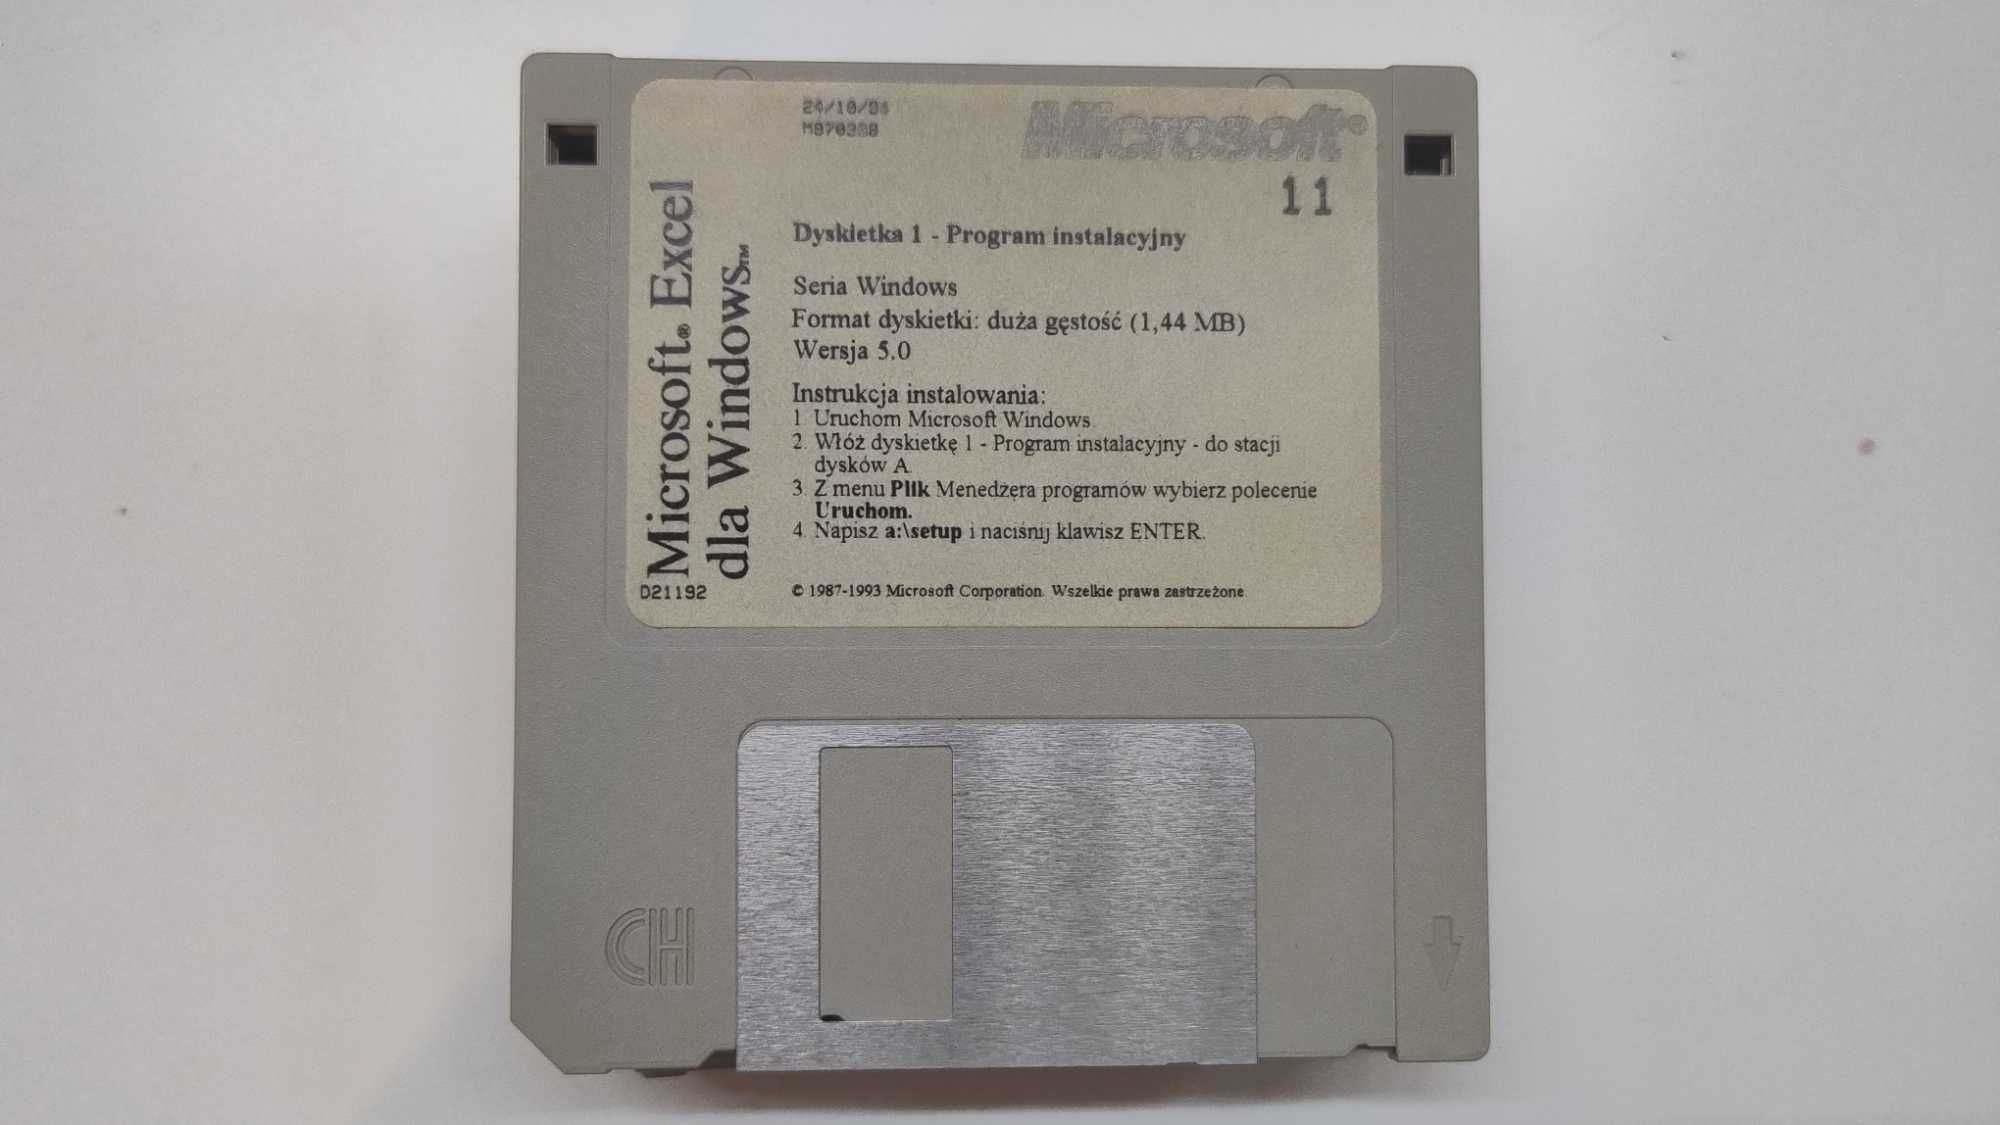 24/10/94
M970338
Microsoft®
11
Microsoft® Excel
dla Windows™
Dyskietka 1 - Program instalacyjny
Seria Windows
Format dyskietki: duża gęstość (1,44 MB)
Wersja 5.0
Instrukcja instalowania:
1. Uruchom Microsoft Windows.
2. Włóż dyskietkę 1 - Program instalacyjny - do stacji
dysków A.
3. Z menu Plik Menedżera programów wybierz polecenie
Uruchom.
4. Napisz a:\setup i naciśnij klawisz ENTER.
D21192
© 1987-1993 Microsoft Corporation. Wszelkie prawa zastrzeżone.
CH